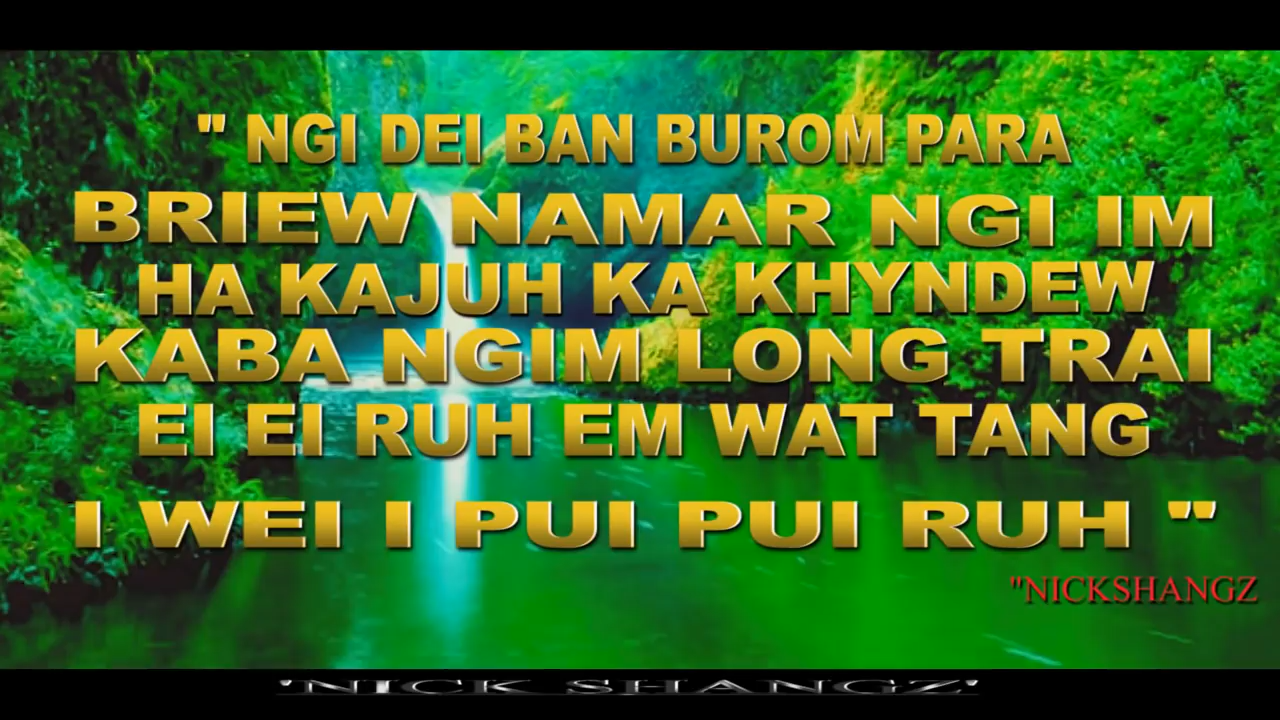 " NGI DEI BAN BUROM PARA
BRIEW NAMAR NGI IM
HA KAJUH KA KHYNDEW
KABA NGIM LONG TRAI
EI EI RUH EM WAT TANG
I WEI I PUI PUI RUH "
"NICKSHANGZ
'NICK SHANGZ'